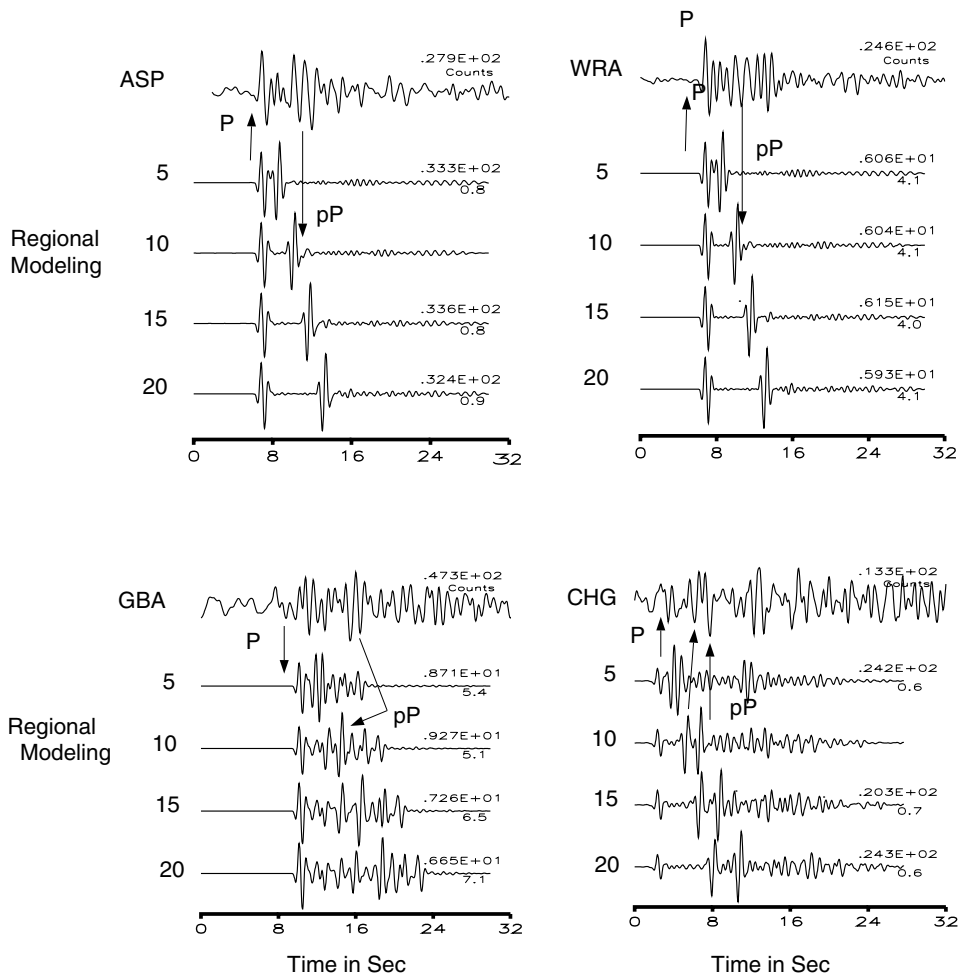 P
ASP
.279E+02
Counts
P
5
.333E+02
0.8
pP
Regional
Modeling
10
15
.336E+02
0.8
20
.324E+02
0.9
0 8 16 24 32
P
WRA
.246E+02
Counts
P
pP
5
.606E+01
4.1
10
.604E+01
4.1
15
.615E+01
4.0
20
.593E+01
4.1
0 8 16 24 32
GBA
.473E+02
Counts
P
5
.871E+01
5.4
pP
Regional
Modeling
10
.927E+01
5.1
15
.726E+01
6.5
20
.665E+01
7.1
0 8 16 24 32
Time in Sec
CHG
.133E+02
Counts
P
5
.242E+02
0.6
pP
10
15
.203E+02
0.7
20
.243E+02
0.6
0 8 16 24 32
Time in Sec